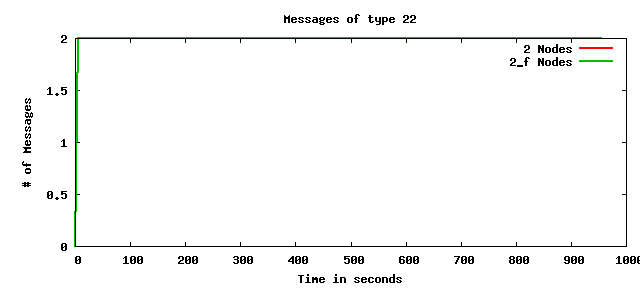 Messages of type 22
2 Nodes
2_f Nodes
# of Messages
2
1.5
1
0.5
0
0 100 200 300 400 500 600 700 800 900 1000
Time in seconds